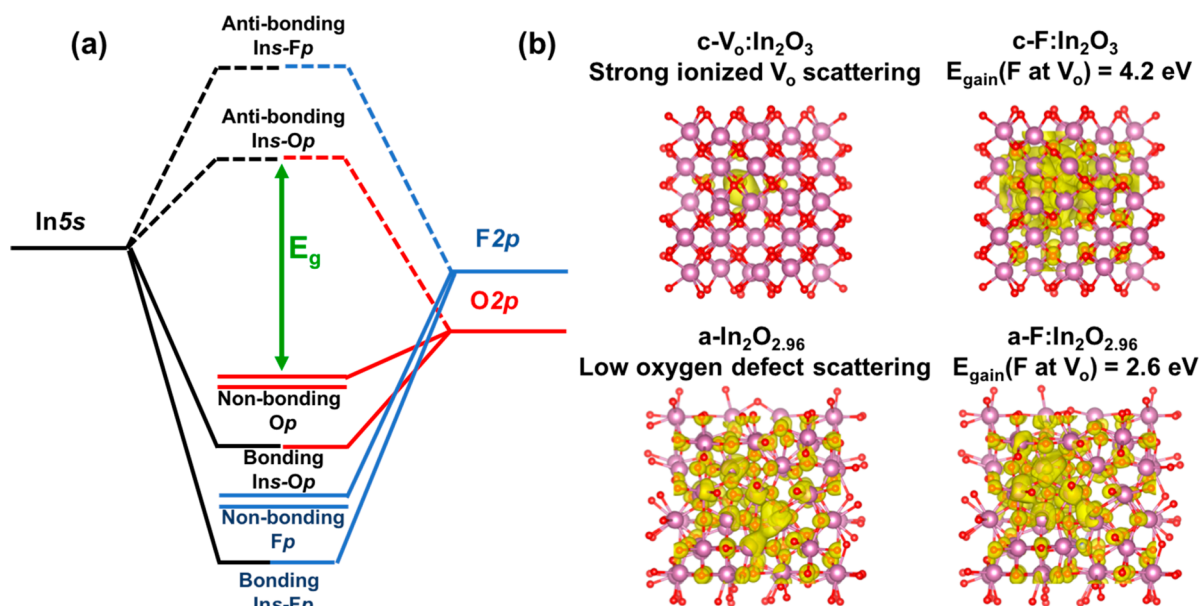 (a)
Anti-bonding
Ins-Fp
Anti-bonding
Ins-Op
In5s
Eg
F2p
O2p
Non-bonding
Op
Bonding
Ins-Op
Non-bonding
Fp
Bonding
Ins-Fp
(b)
c-Vo:In2O3
Strong ionized Vo scattering
c-F:In2O3
Egain(F at Vo) = 4.2 eV
a-In2O2.96
Low oxygen defect scattering
a-F:In2O2.96
Egain(F at Vo) = 2.6 eV